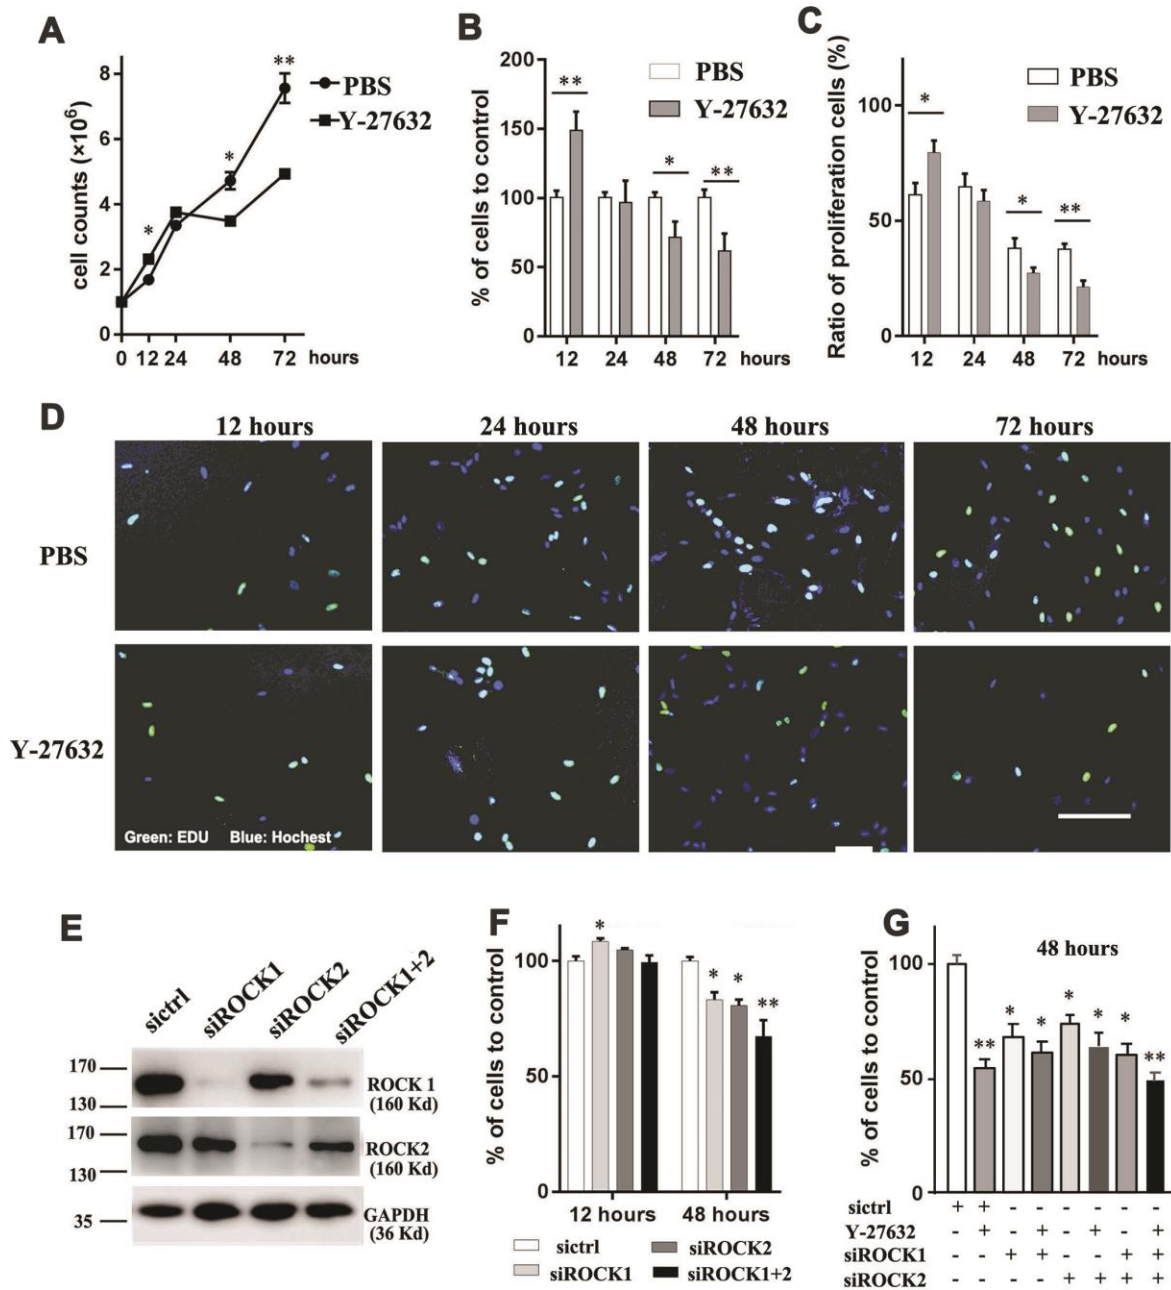 A
cell counts (×10⁶)
8
6
4
2
0
0 12 24 48 72 hours
* * **
PBS
Y-27632
B
% of cells to control
200
150
100
50
0
12 24 48 72 hours
** * **
PBS
Y-27632
C
Ratio of proliferation cells (%)
100
50
0
12 24 48 72 hours
* * **
PBS
Y-27632
D
12 hours 24 hours 48 hours 72 hours
PBS
Y-27632
Green: EDU Blue: Hochest
E
sictrl siROCK1 siROCK2 siROCK1+2
170
130
ROCK 1
(160 Kd)
170
130
ROCK2
(160 Kd)
35
GAPDH
(36 Kd)
F
% of cells to control
100
50
0
* * * **
12 hours 48 hours
sictrl siROCK2
siROCK1 siROCK1+2
G
48 hours
% of cells to control
100
50
0
** * * * * * **
sictrl + + - - - - - -
Y-27632 - + - + - + - +
siROCK1 - - + + - - + +
siROCK2 - - - - + + + +